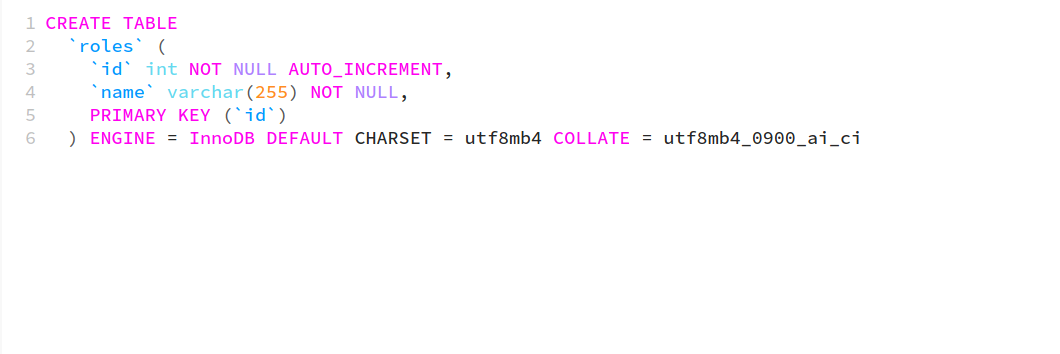 1 CREATE TABLE
2   `roles` (
3     `id` int NOT NULL AUTO_INCREMENT,
4     `name` varchar(255) NOT NULL,
5     PRIMARY KEY (`id`)
6   ) ENGINE = InnoDB DEFAULT CHARSET = utf8mb4 COLLATE = utf8mb4_0900_ai_ci